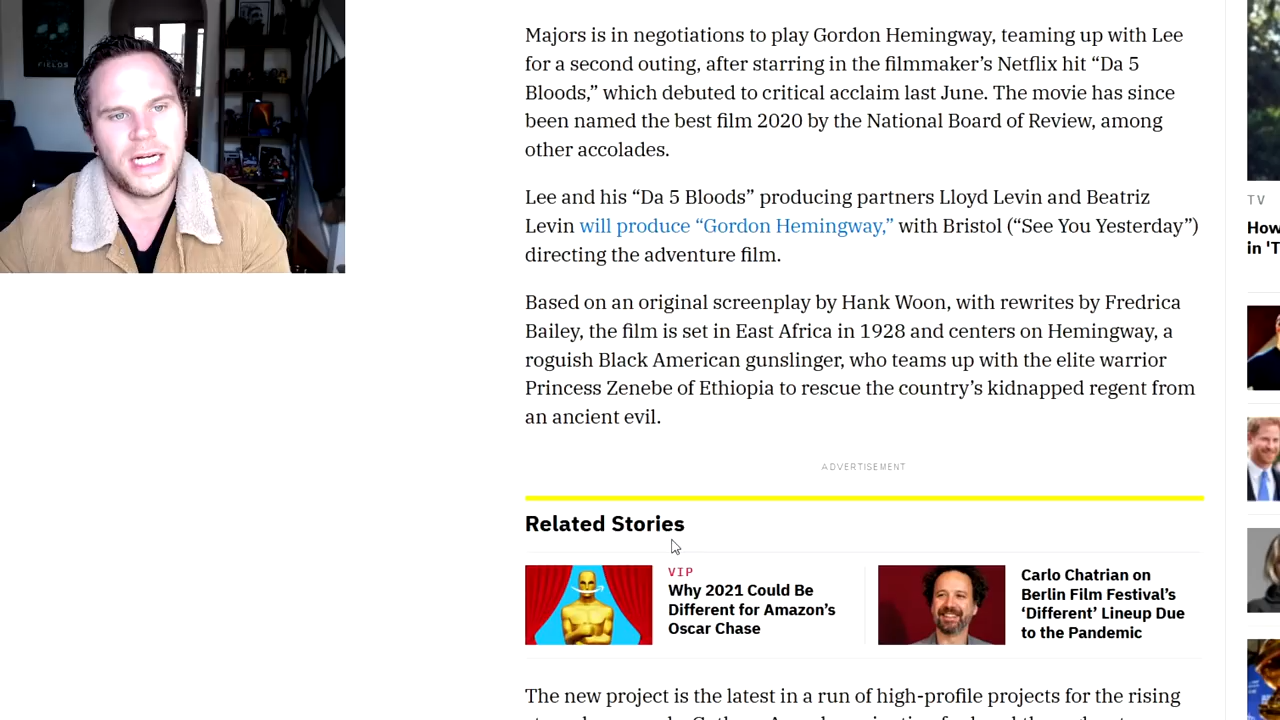 FIELDS
Majors is in negotiations to play Gordon Hemingway, teaming up with Lee
for a second outing, after starring in the filmmaker’s Netflix hit “Da 5
Bloods,” which debuted to critical acclaim last June. The movie has since
been named the best film 2020 by the National Board of Review, among
other accolades.
Lee and his “Da 5 Bloods” producing partners Lloyd Levin and Beatriz
Levin will produce “Gordon Hemingway,” with Bristol (“See You Yesterday”)
directing the adventure film.
Based on an original screenplay by Hank Woon, with rewrites by Fredrica
Bailey, the film is set in East Africa in 1928 and centers on Hemingway, a
roguish Black American gunslinger, who teams up with the elite warrior
Princess Zenebe of Ethiopia to rescue the country’s kidnapped regent from
an ancient evil.
ADVERTISEMENT
Related Stories
VIP
Why 2021 Could Be
Different for Amazon’s
Oscar Chase
Carlo Chatrian on
Berlin Film Festival’s
‘Different’ Lineup Due
to the Pandemic
The new project is the latest in a run of high-profile projects for the rising
TV
How
in 'T